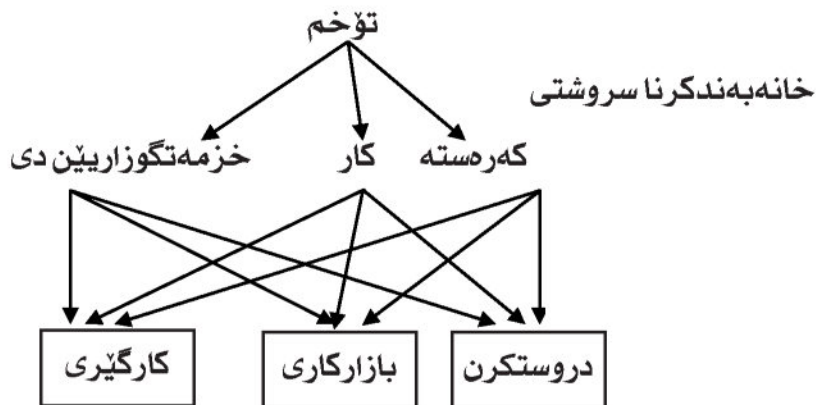 تۆخم
خانەبەندکرنا سروشتی
کەرەستە
کار
خزمەتگوزاریێن دی
دروستکرن
بازارکاری
کارگێری